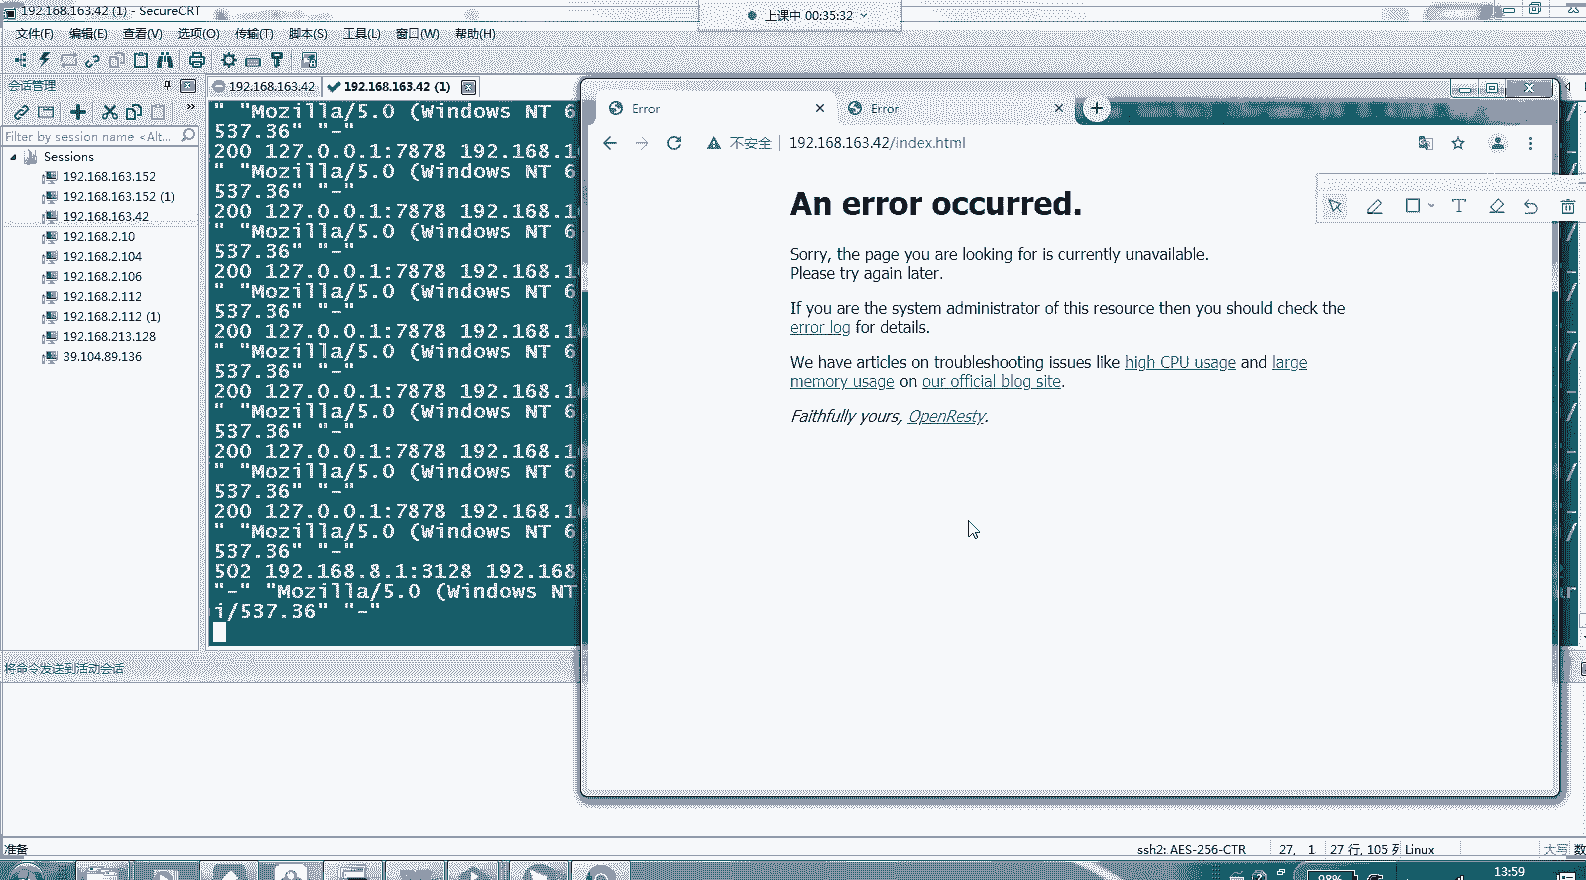 192.168.163.42 (1) - SecureCRT
上课中 00:35:32
文件(F) 编辑(E) 查看(V) 选项(O) 传输(T) 脚本(S) 工具(L) 窗口(W) 帮助(H)
会话管理
192.168.163.42
192.168.163.42 (1)
Filter by session name <Alt...
Sessions
192.168.163.152
192.168.163.152 (1)
192.168.163.42
192.168.2.10
192.168.2.104
192.168.2.106
192.168.2.112
192.168.2.112 (1)
192.168.213.128
39.104.89.136
" "Mozilla/5.0 (Windows NT 6
537.36" "-"
200 127.0.0.1:7878 192.168.1
" "Mozilla/5.0 (Windows NT 6
537.36" "-"
200 127.0.0.1:7878 192.168.1
" "Mozilla/5.0 (Windows NT 6
537.36" "-"
200 127.0.0.1:7878 192.168.1
" "Mozilla/5.0 (Windows NT 6
537.36" "-"
200 127.0.0.1:7878 192.168.1
" "Mozilla/5.0 (Windows NT 6
537.36" "-"
200 127.0.0.1:7878 192.168.1
" "Mozilla/5.0 (Windows NT 6
537.36" "-"
200 127.0.0.1:7878 192.168.1
" "Mozilla/5.0 (Windows NT 6
537.36" "-"
200 127.0.0.1:7878 192.168.1
" "Mozilla/5.0 (Windows NT 6
537.36" "-"
502 192.168.8.1:3128 192.168
"-" "Mozilla/5.0 (Windows NT
i/537.36" "-"
Error
Error
不安全 192.168.163.42/index.html
An error occurred.
Sorry, the page you are looking for is currently unavailable.
Please try again later.
If you are the system administrator of this resource then you should check the
error log for details.
We have articles on troubleshooting issues like high CPU usage and large
memory usage on our official blog site.
Faithfully yours, OpenResty.
T
将命令发送到活动会话
准备
ssh2: AES-256-CTR 27, 1 27 行, 105 列 Linux 大写 数
98% 13:59